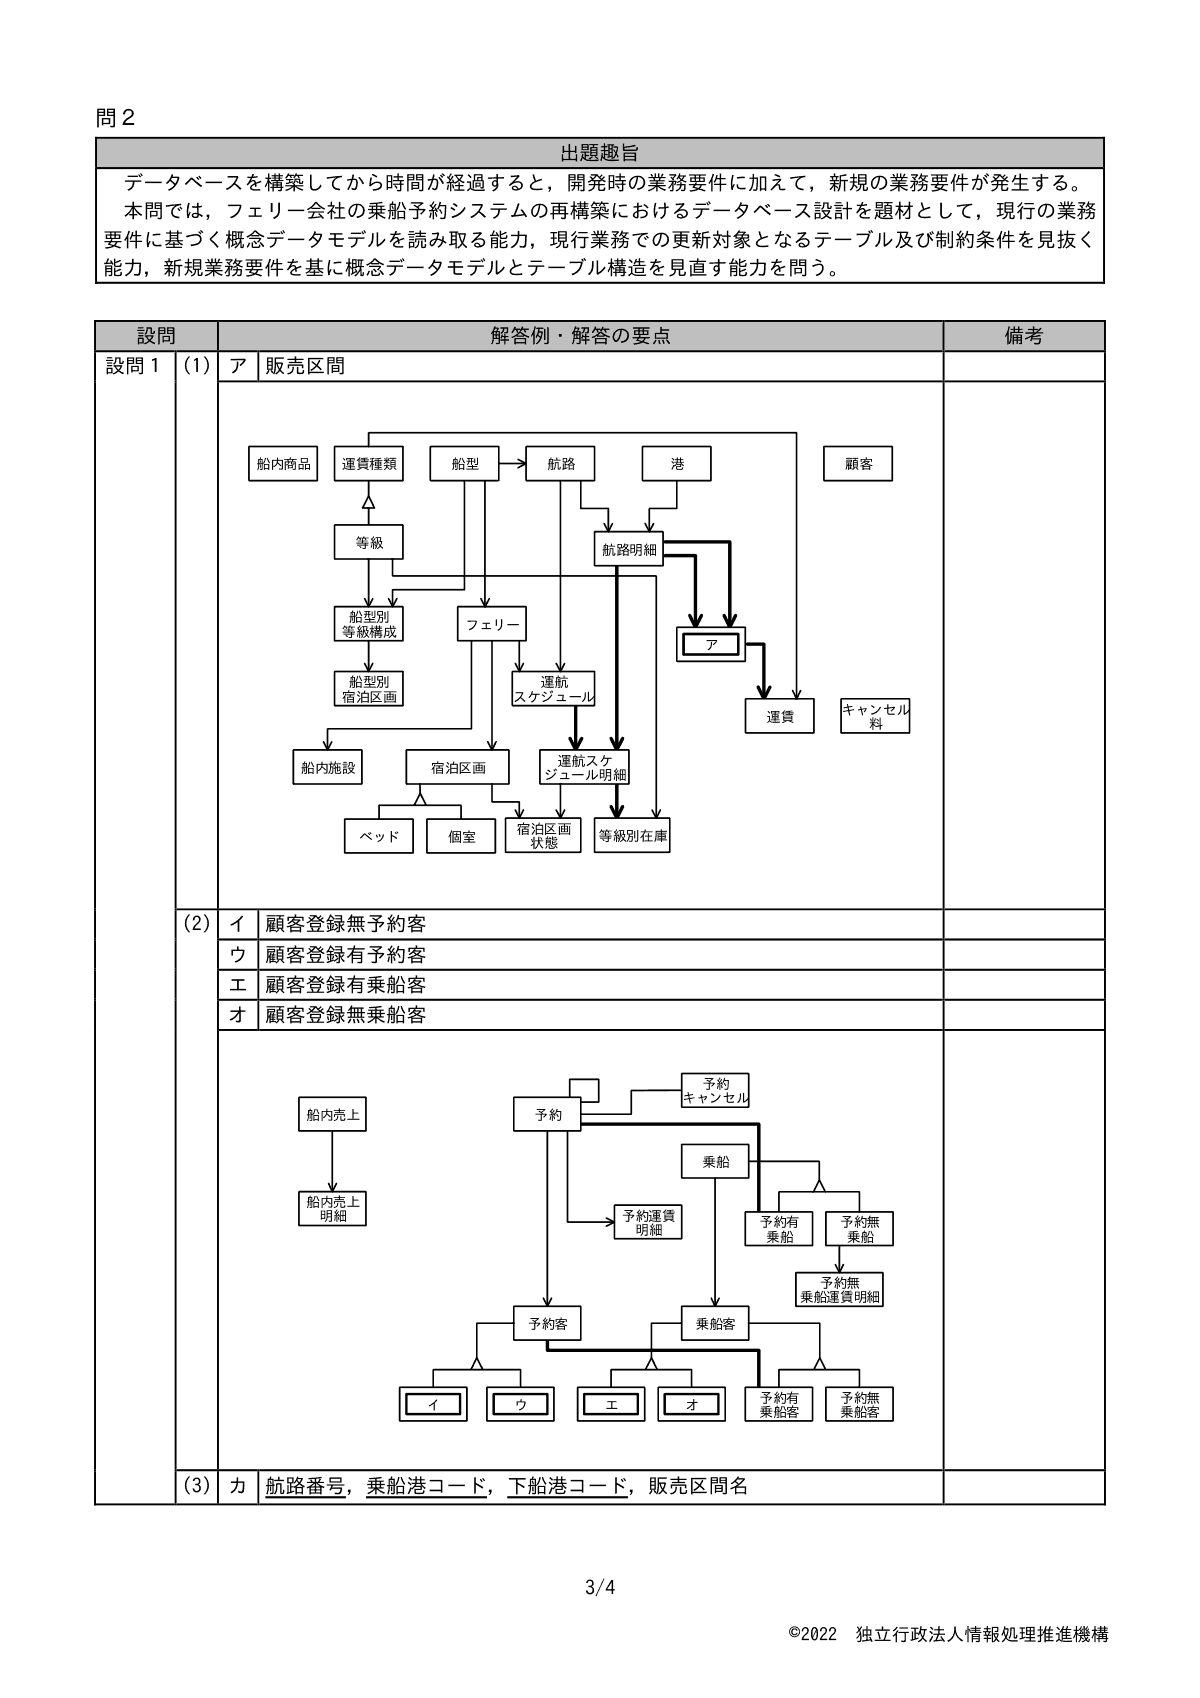 問２
出題趣旨
データベースを構築してから時間が経過すると，開発時の業務要件に加えて，新規の業務要件が発生する。
本問では，フェリー会社の乗船予約システムの再構築におけるデータベース設計を題材として，現行の業務
要件に基づく概念データモデルを読み取る能力，現行業務での更新対象となるテーブル及び制約条件を見抜く
能力，新規業務要件を基に概念データモデルとテーブル構造を見直す能力を問う。
設問 解答例・解答の要点 備考
設問１ (1) ア 販売区間
船内商品 運賃種類 船型 航路 港 顧客
等級 航路明細
船型別
等級構成
フェリー
ア
船型別
宿泊区画
運航
スケジュール
運賃
キャンセル
料
船内施設 宿泊区画
運航スケ
ジュール明細
ベッド 個室
宿泊区画
状態
等級別在庫
(2) イ 顧客登録無予約客
ウ 顧客登録有予約客
エ 顧客登録有乗船客
オ 顧客登録無乗船客
予約
キャンセル
船内売上 予約
乗船
船内売上
明細
予約運賃
明細
予約有
乗船
予約無
乗船
予約無
乗船運賃明細
予約客 乗船客
イ ウ エ オ
予約有
乗船客
予約無
乗船客
(3) カ 航路番号，乗船港コード，下船港コード，販売区間名
3/4
©2022 独立行政法人情報処理推進機構